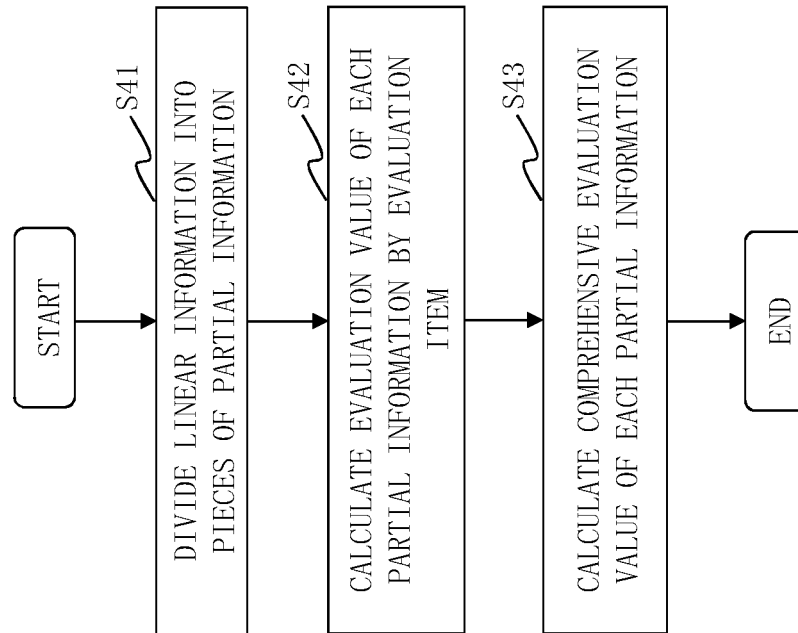 START
S41
DIVIDE LINEAR INFORMATION INTO
PIECES OF PARTIAL INFORMATION
S42
CALCULATE EVALUATION VALUE OF EACH
PARTIAL INFORMATION BY EVALUATION
ITEM
S43
CALCULATE COMPREHENSIVE EVALUATION
VALUE OF EACH PARTIAL INFORMATION
END